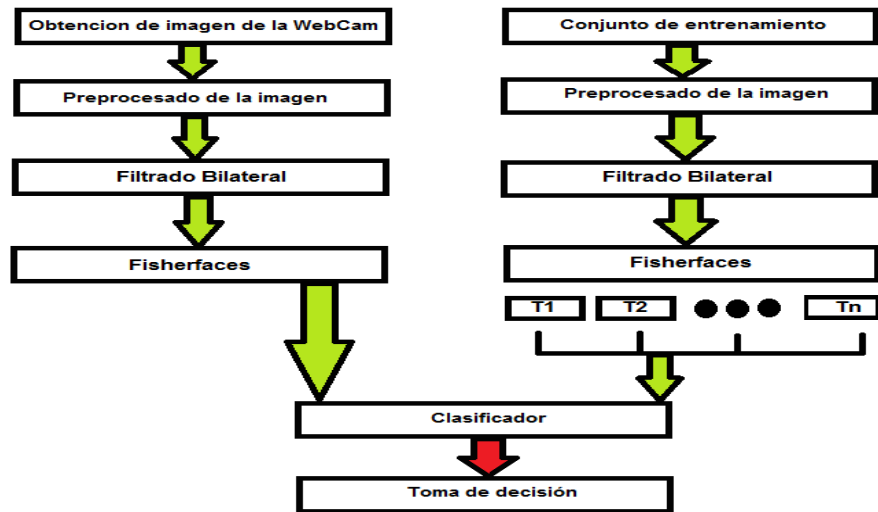 Obtencion de imagen de la WebCam
Preprocesado de la imagen
Filtrado Bilateral
Fisherfaces
Conjunto de entrenamiento
Preprocesado de la imagen
Filtrado Bilateral
Fisherfaces
T1
T2
Tn
Clasificador
Toma de decisión